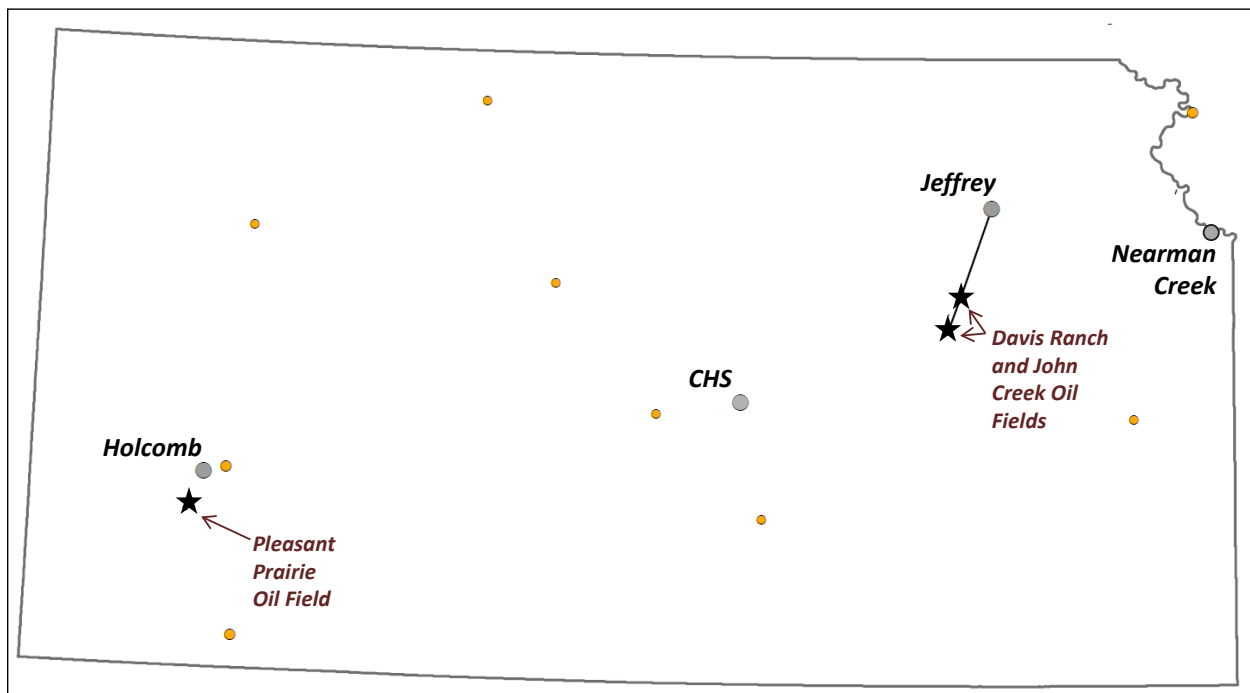 Jeffrey
Nearman
Creek
Davis Ranch
and John
Creek Oil
Fields
CHS
Holcomb
Pleasant
Prairie
Oil Field